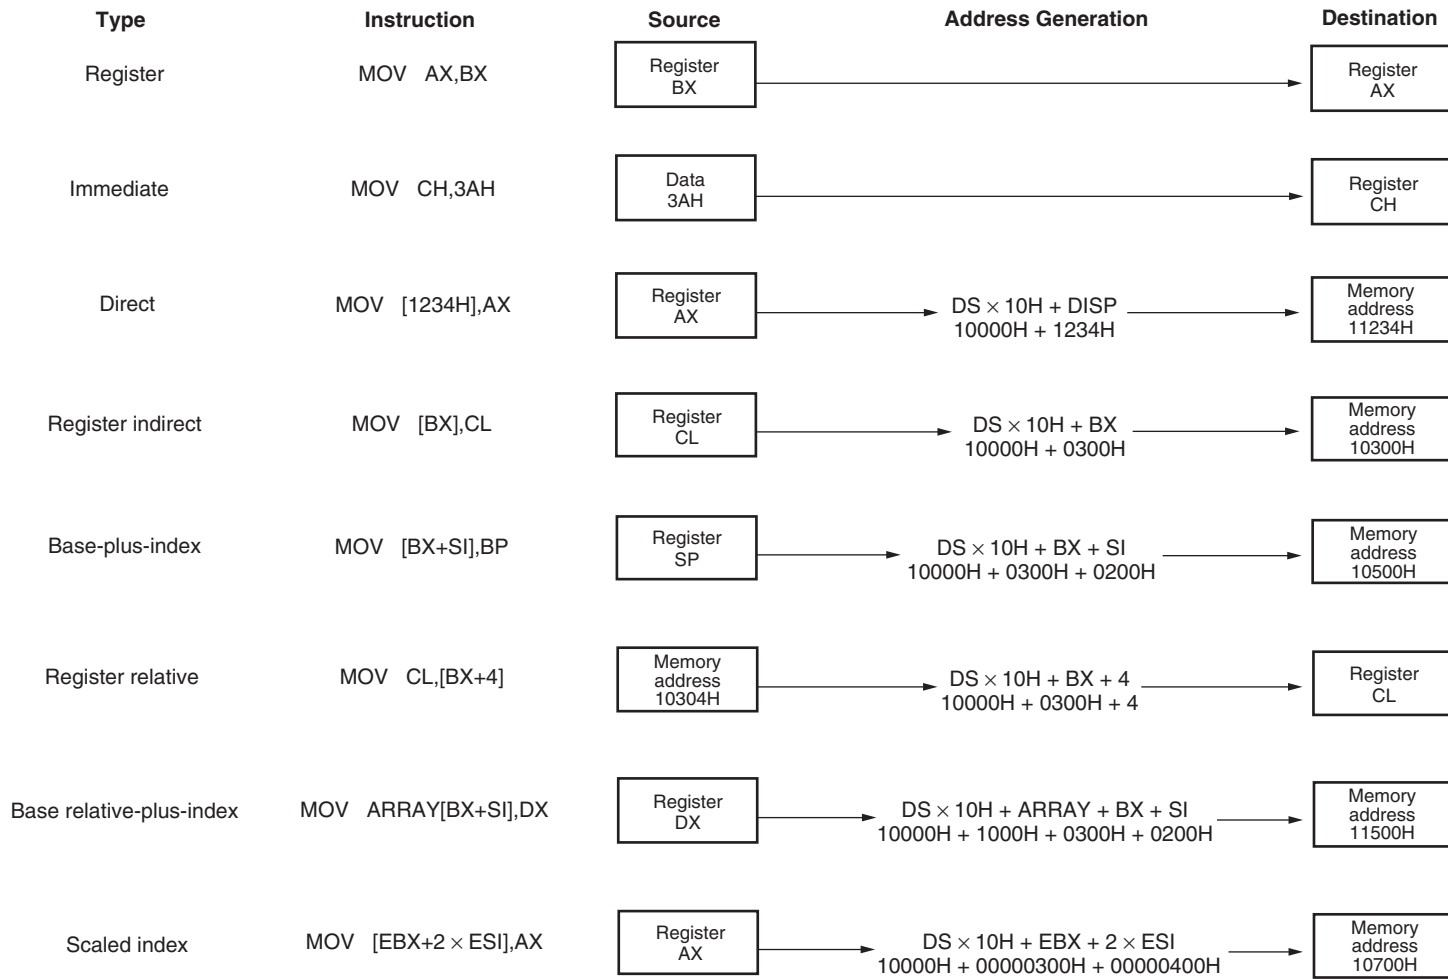 Type Instruction Source Address Generation Destination
Register MOV AX,BX Register
BX Register
AX
Immediate MOV CH,3AH Data
3AH Register
CH
Direct MOV [1234H],AX Register
AX DS × 10H + DISP
10000H + 1234H Memory
address
11234H
Register indirect MOV [BX],CL Register
CL DS × 10H + BX
10000H + 0300H Memory
address
10300H
Base-plus-index MOV [BX+SI],BP Register
SP DS × 10H + BX + SI
10000H + 0300H + 0200H Memory
address
10500H
Register relative MOV CL,[BX+4] Memory
address
10304H DS × 10H + BX + 4
10000H + 0300H + 4 Register
CL
Base relative-plus-index MOV ARRAY[BX+SI],DX Register
DX DS × 10H + ARRAY + BX + SI
10000H + 1000H + 0300H + 0200H Memory
address
11500H
Scaled index MOV [EBX+2 × ESI],AX Register
AX DS × 10H + EBX + 2 × ESI
10000H + 00000300H + 00000400H Memory
address
10700H